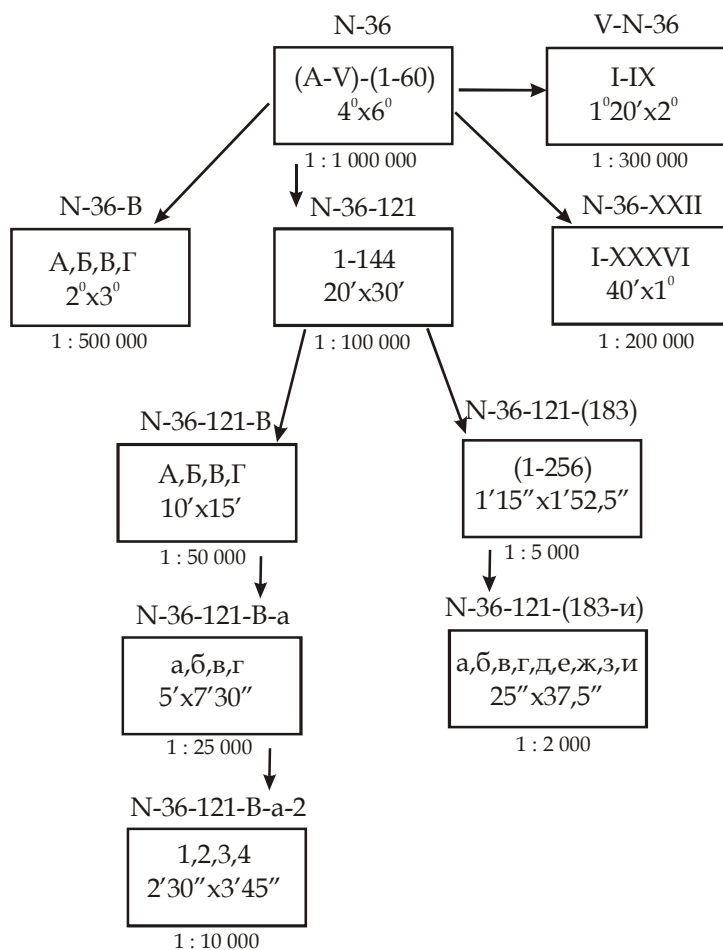 N-36
V-N-36
(A-V)-(1-60)
4⁰x6⁰
I-IX
1⁰20′x2⁰
1 : 1 000 000
1 : 300 000
N-36-В
N-36-121
N-36-XXII
А,Б,В,Г
2⁰x3⁰
1-144
20′x30′
I-XXXVI
40′x1⁰
1 : 500 000
1 : 100 000
1 : 200 000
N-36-121-В
N-36-121-(183)
А,Б,В,Г
10′x15′
(1-256)
1′15″x1′52,5″
1 : 50 000
1 : 5 000
N-36-121-В-а
N-36-121-(183-и)
а,б,в,г
5′x7′30″
а,б,в,г,д,е,ж,з,и
25″x37,5″
1 : 25 000
1 : 2 000
N-36-121-В-а-2
1,2,3,4
2′30″x3′45″
1 : 10 000